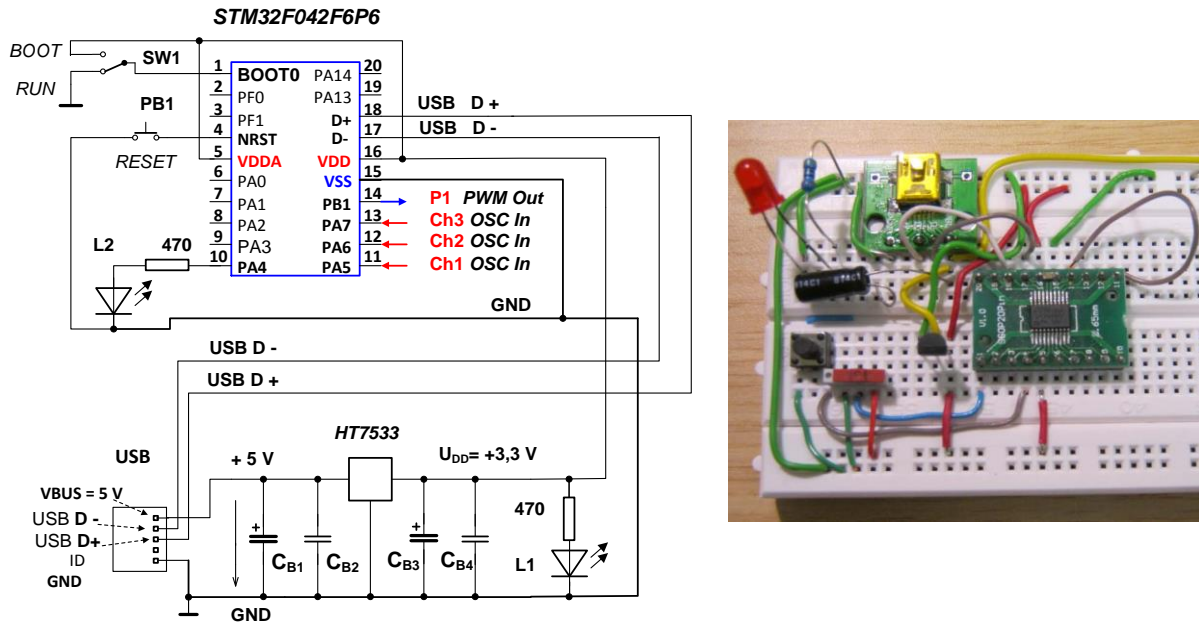 STM32F042F6P6
BOOT
SW1
RUN
PB1
RESET
1 BOOT0 PA14 20
2 PF0 PA13 19
3 PF1 D+ 18 USB D +
4 NRST D- 17 USB D -
5 VDDA VDD 16
6 PA0 VSS 15
7 PA1 PB1 14 P1 PWM Out
8 PA2 PA7 13 Ch3 OSC In
9 PA3 PA6 12 Ch2 OSC In
10 PA4 PA5 11 Ch1 OSC In
L2 470
GND
USB D -
USB D +
HT7533
USB
+ 5 V
UDD= +3,3 V
VBUS = 5 V
USB D -
USB D+
ID
GND
+
CB1
CB2
+
CB3
CB4
470
L1
GND
V1.0